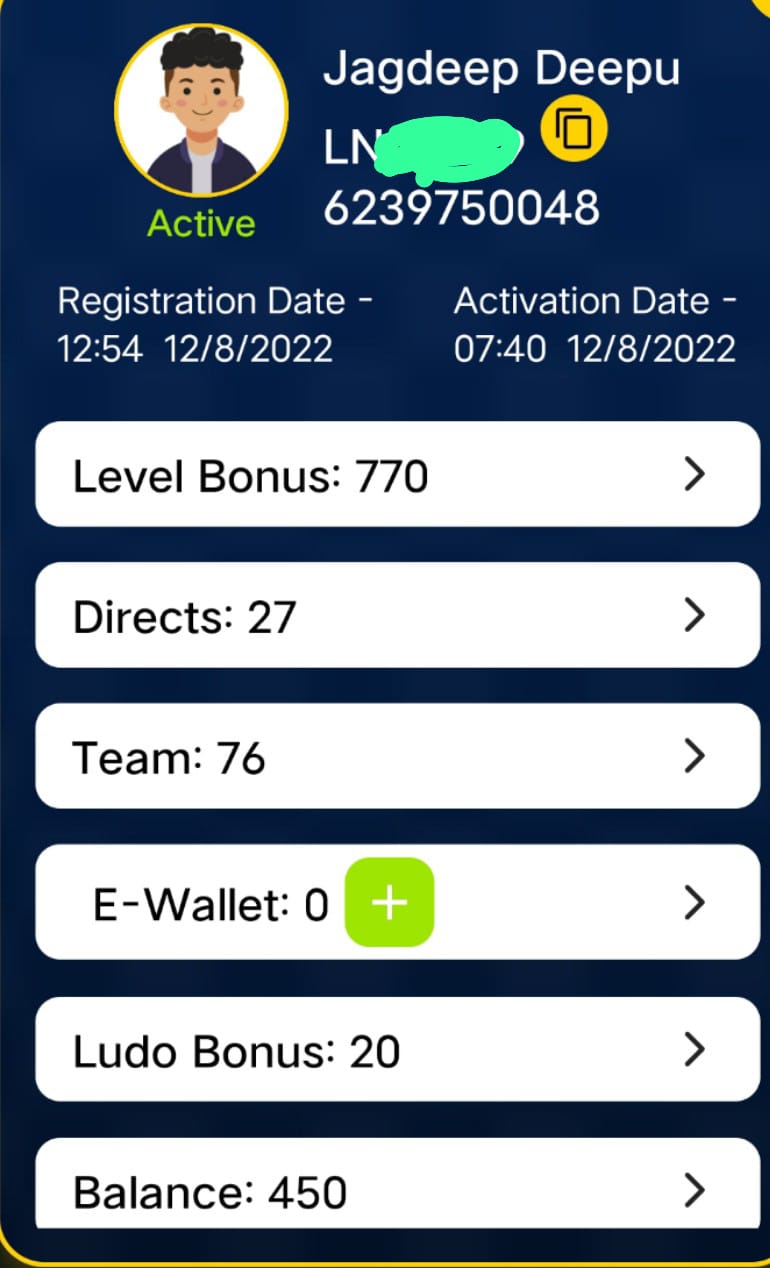 Jagdeep Deepu
LN
6239750048
Active
Registration Date -
12:54 12/8/2022
Activation Date -
07:40 12/8/2022
Level Bonus: 770
Directs: 27
Team: 76
E-Wallet: 0 +
Ludo Bonus: 20
Balance: 450